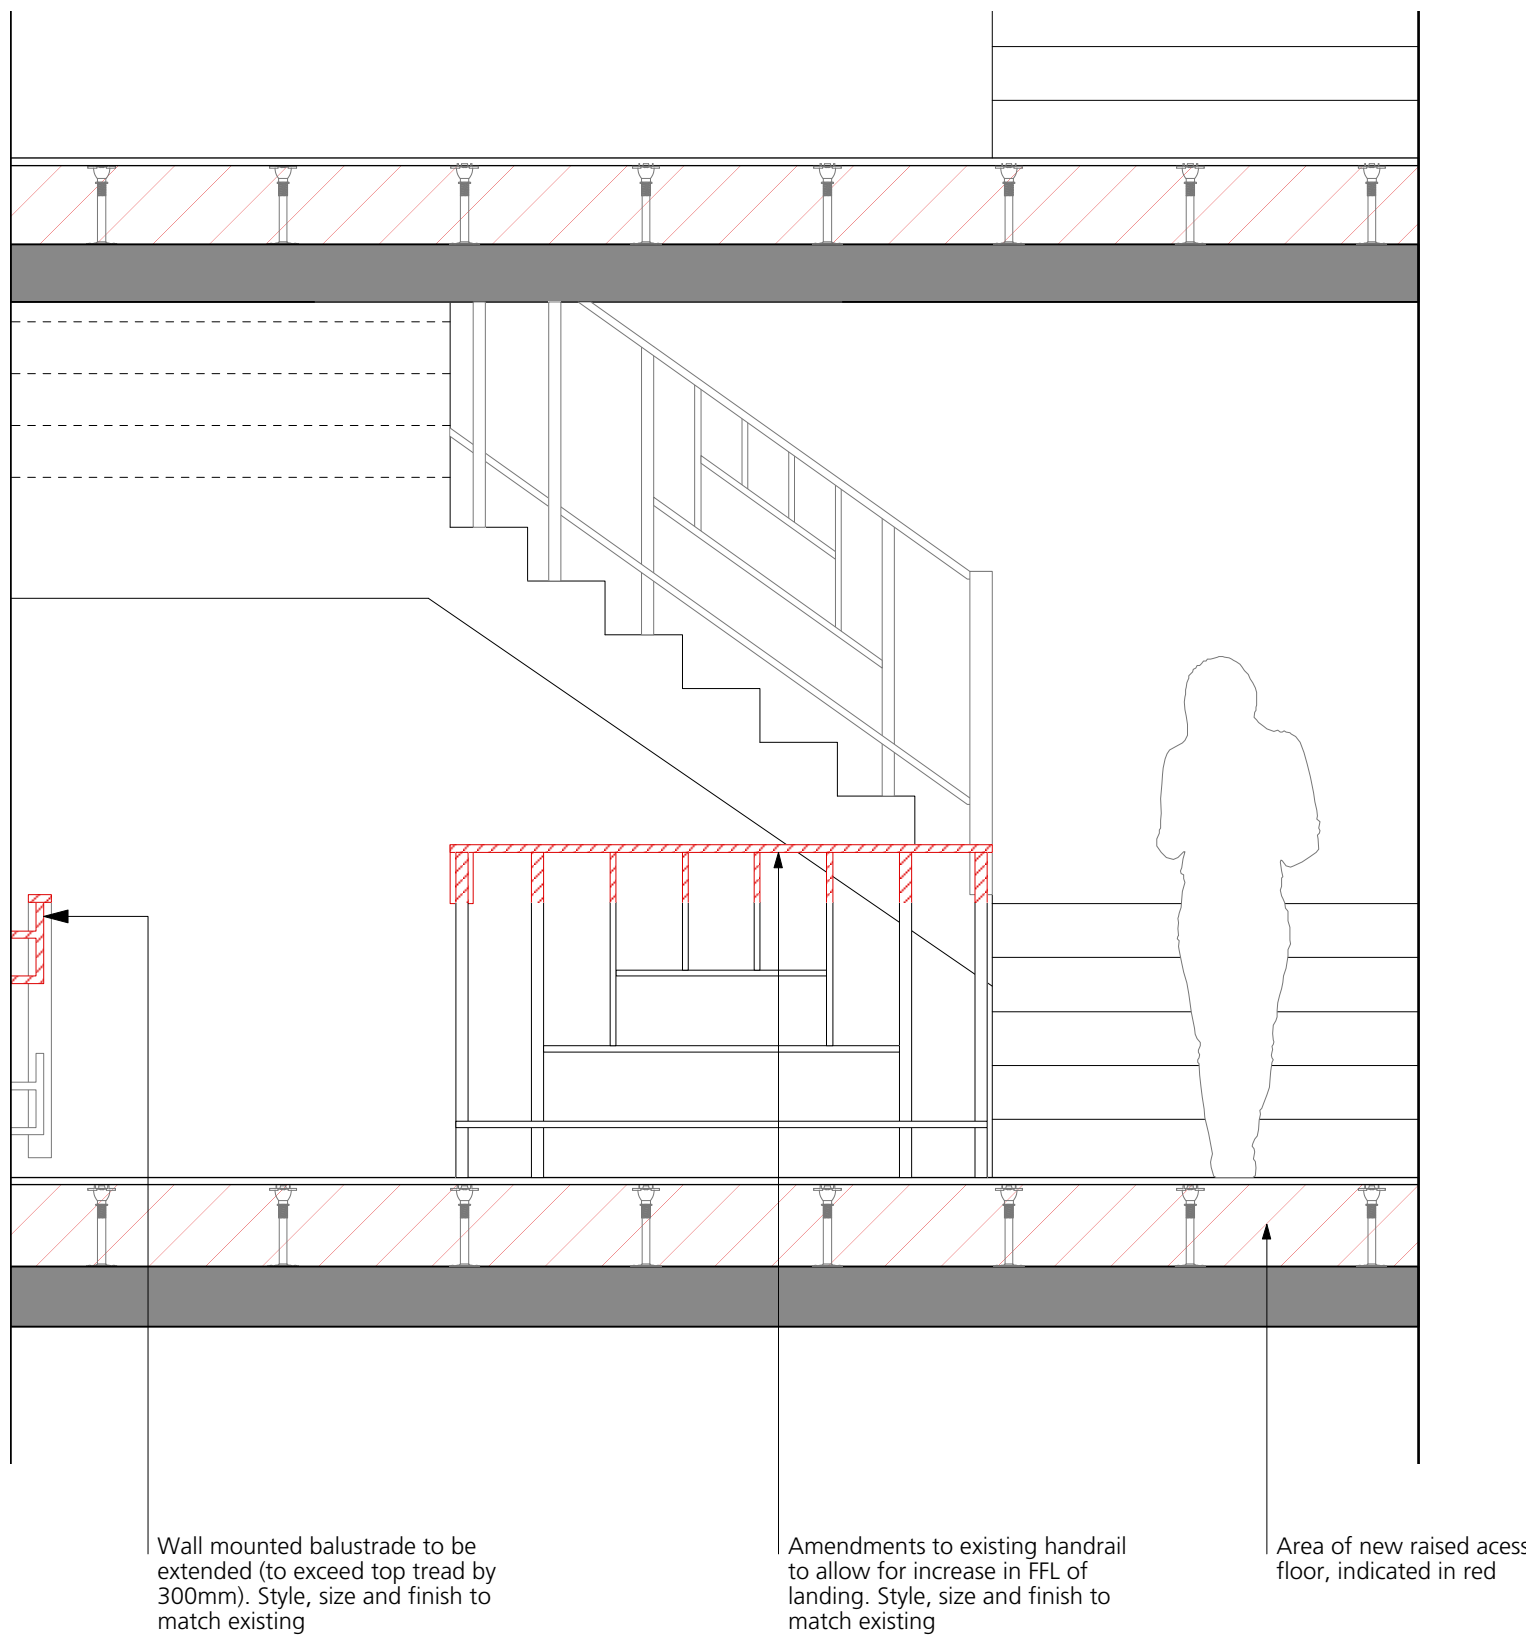 Wall mounted balustrade to be
extended (to exceed top tread by
300mm). Style, size and finish to
match existing
Amendments to existing handrail
to allow for increase in FFL of
landing. Style, size and finish to
match existing
Area of new raised acess
floor, indicated in red